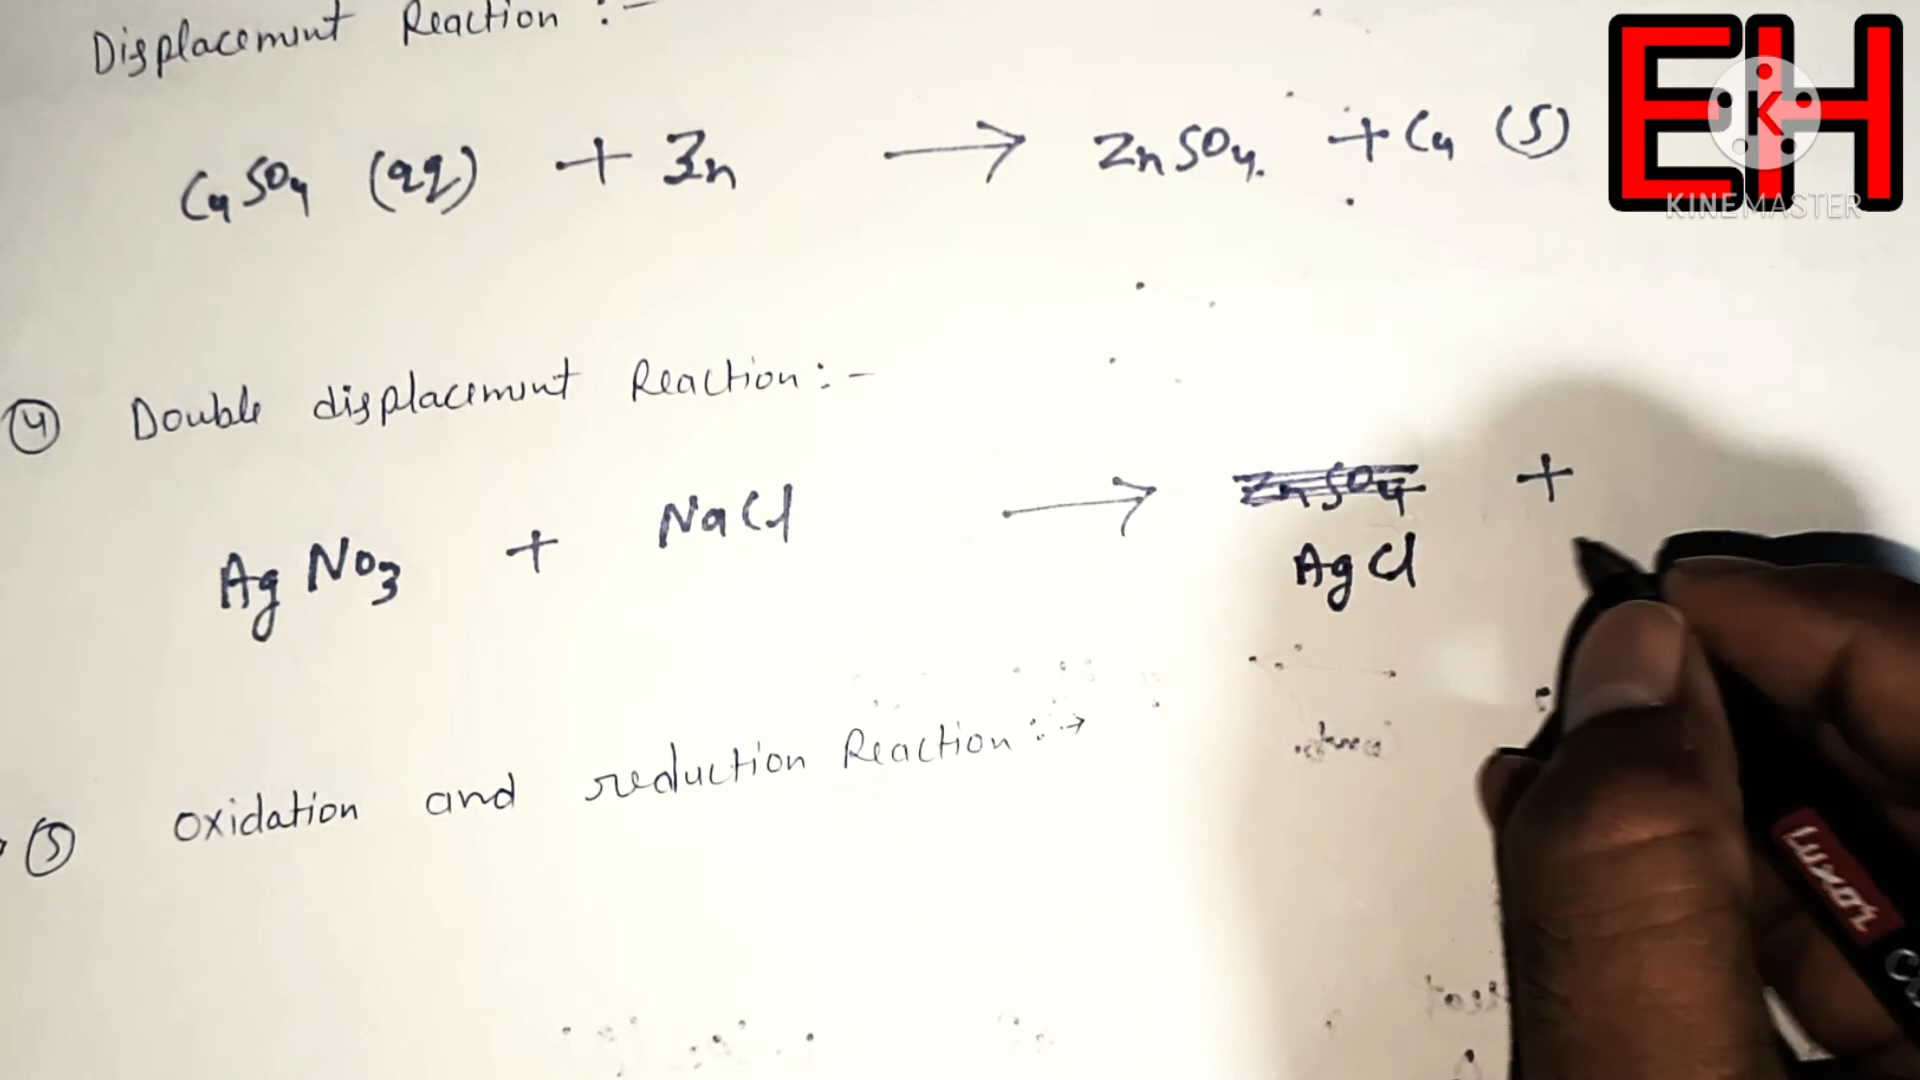 Displacement Reaction :-
CuSO4 (aq) + Zn → ZnSO4. + Cu (s)
EH
K
KINEMASTER
④ Double displacement Reaction:-
AgNO3 + NaCl → ZnSO4 +
AgCl
⑤ Oxidation and reduction Reaction:→
Luxor